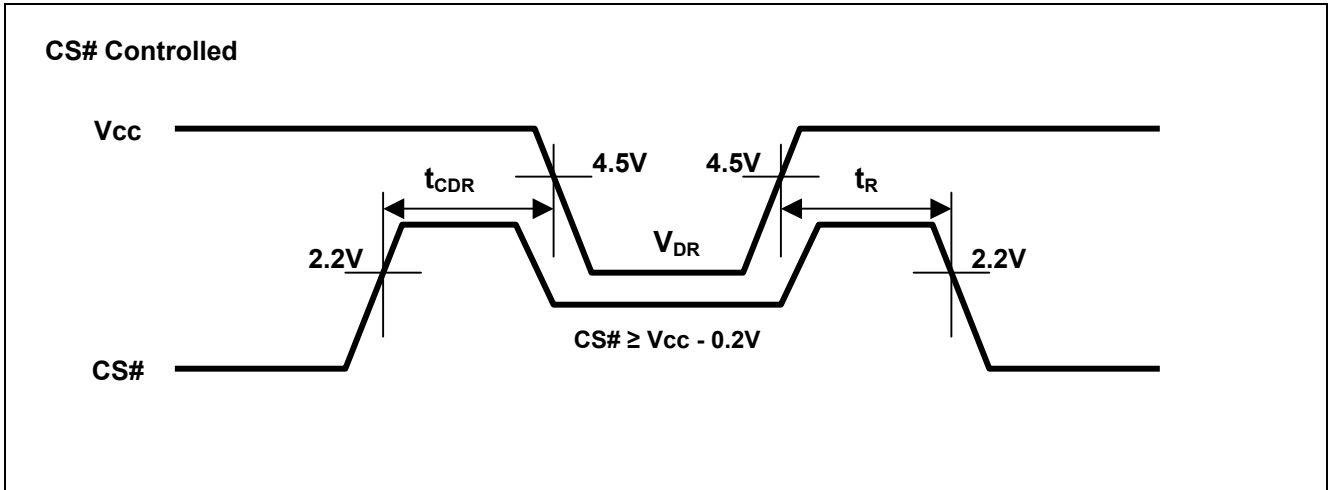 CS# Controlled
Vcc
4.5V
4.5V
tCDR
tR
VDR
2.2V
2.2V
CS# ≥ Vcc - 0.2V
CS#